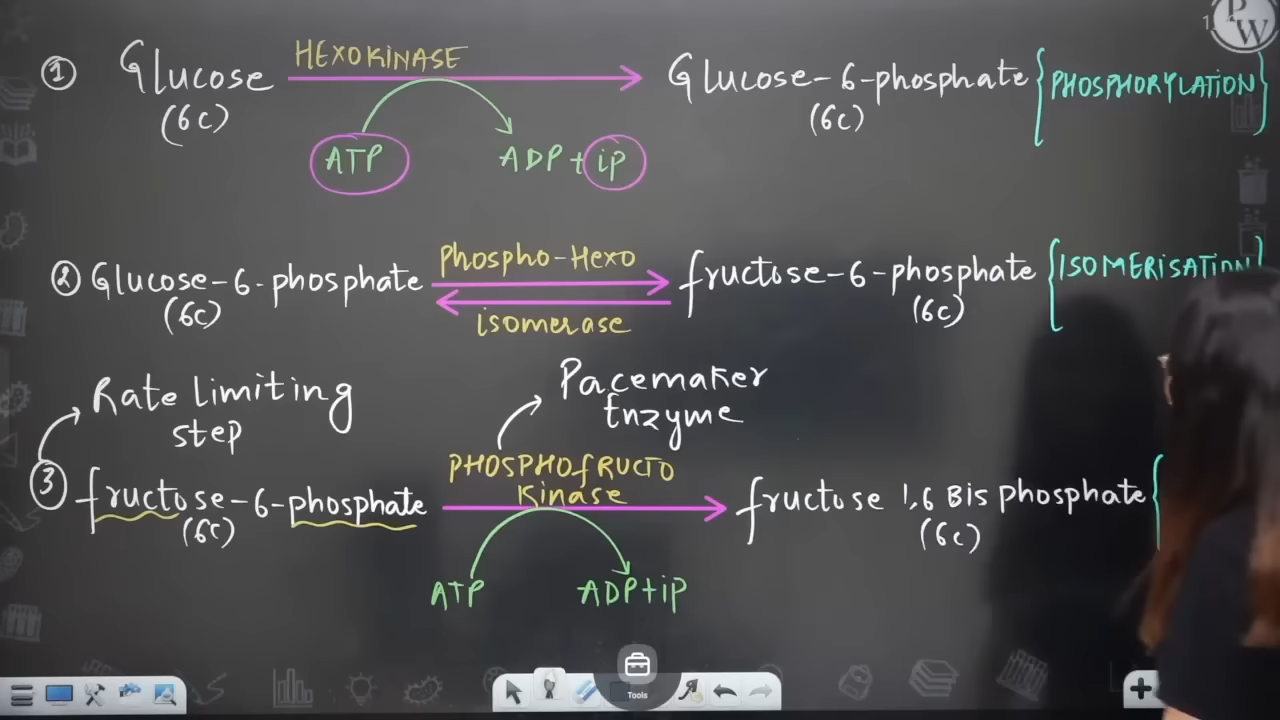 PW
① Glucose HEXOKINASE Glucose-6-phosphate {PHOSPHORYLATION}
(6c) (6c)
ATP ADP + ip
② Glucose-6-phosphate Phospho-Hexo fructose-6-phosphate {ISOMERISATION}
(6c) isomerase (6c)
Rate Limiting
step
Pacemaker
Enzyme
③ fructose-6-phosphate PHOSPHOfRUCTO fructose 1,6 Bis phosphate {
(6c) Kinase (6c)
ATP ADP+ip
Tools